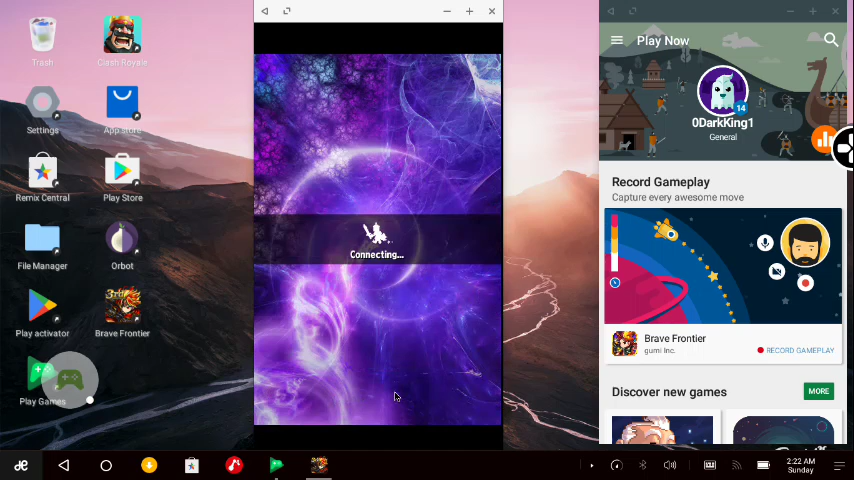 Trash
Clash Royale
Settings
App store
Remix Central
Play Store
File Manager
Orbot
Play activator
Brave Frontier
Play Games
Connecting...
Play Now
14
0DarkKing1
General
Record Gameplay
Capture every awesome move
Brave Frontier
gumi Inc.
RECORD GAMEPLAY
Discover new games
MORE
2:22 AM
Sunday